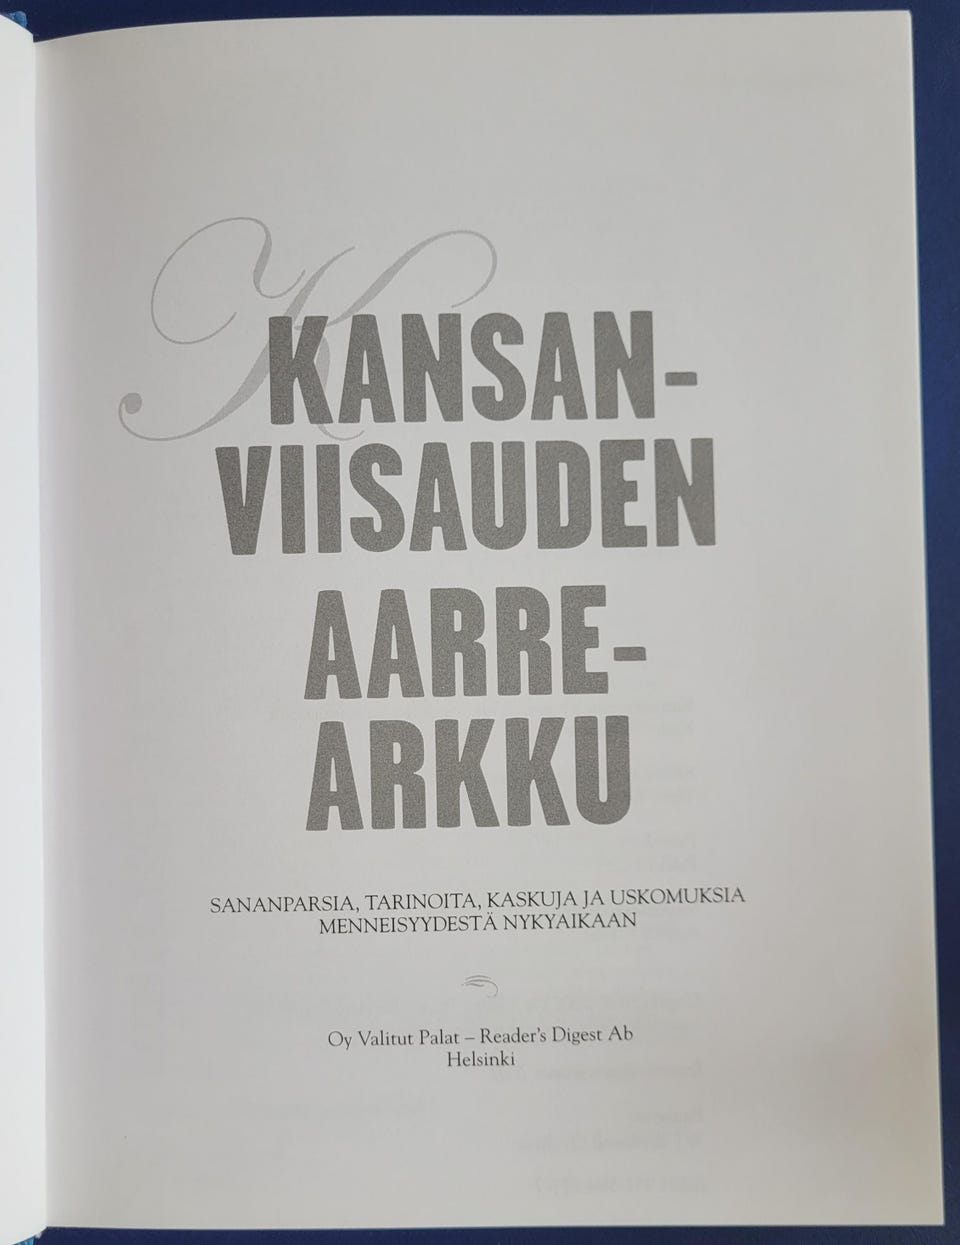 K
KANSAN-
VIISAUDEN
AARRE-
ARKKU
SANANPARSIA, TARINOITA, KASKUJA JA USKOMUKSIA
MENNEISYYDESTÄ NYKYAIKAAN
Oy Valitut Palat – Reader's Digest Ab
Helsinki